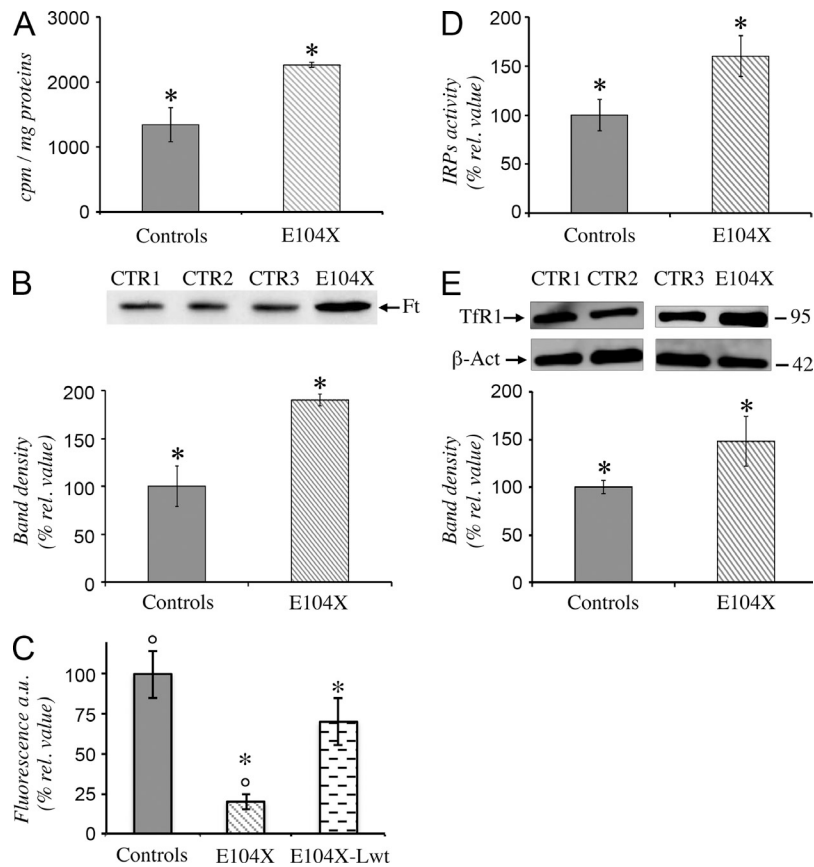 A
cpm / mg proteins
3000
2000
1000
0
*
*
Controls E104X
B
CTR1 CTR2 CTR3 E104X
Ft
Band density
(% rel. value)
200
150
100
50
0
*
*
Controls E104X
C
Fluorescence a.u.
(% rel. value)
100
75
50
25
0
°
*
°
*
Controls E104X E104X-Lwt
D
IRPs activity
(% rel. value)
200
150
100
50
0
*
*
Controls E104X
E
CTR1 CTR2 CTR3 E104X
TfR1 95
β-Act 42
Band density
(% rel. value)
200
150
100
50
0
*
*
Controls E104X